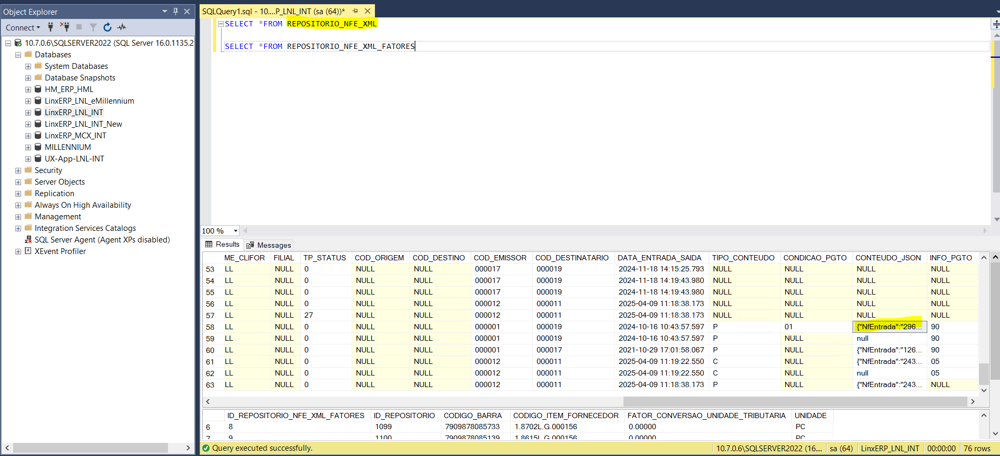 Object Explorer
Connect
10.7.0.6\SQLSERVER2022 (SQL Server 16.0.1135.2
Databases
System Databases
Database Snapshots
HM_ERP_HML
LinxERP_LNL_eMillennium
LinxERP_LNL_INT
LinxERP_LNL_INT_New
LinxERP_MCX_INT
MILLENNIUM
UX-App-LNL-INT
Security
Server Objects
Replication
Always On High Availability
Management
Integration Services Catalogs
SQL Server Agent (Agent XPs disabled)
XEvent Profiler
SQLQuery1.sql - 10....P_LNL_INT (sa (64))*
SELECT *FROM REPOSITORIO_NFE_XML
SELECT *FROM REPOSITORIO_NFE_XML_FATORES
100 %
Results Messages
ME_CLIFOR FILIAL TP_STATUS COD_ORIGEM COD_DESTINO COD_EMISSOR COD_DESTINATARIO DATA_ENTRADA_SAIDA TIPO_CONTEUDO CONDICAO_PGTO CONTEUDO_JSON INFO_PGTO
53 LL NULL 0 NULL NULL 000017 000019 2024-11-18 14:15:25.793 NULL NULL NULL NULL
54 LL NULL 0 NULL NULL 000017 000019 2024-11-18 14:19:43.980 NULL NULL NULL NULL
55 LL NULL 0 NULL NULL 000017 000019 2024-11-18 14:19:43.980 NULL NULL NULL NULL
56 LL NULL 0 NULL NULL 000012 000011 2025-04-09 11:18:38.173 NULL NULL NULL NULL
57 LL NULL 27 NULL NULL 000012 000011 2025-04-09 11:18:38.173 NULL NULL NULL NULL
58 LL NULL 0 NULL NULL 000001 000019 2024-10-16 10:43:57.597 P 01 {"NfEntrada":"296... 90
59 LL NULL 0 NULL NULL 000001 000019 2024-10-16 10:43:57.597 P NULL null 90
60 LL NULL 0 NULL NULL 000001 000017 2021-10-29 17:01:58.067 P NULL {"NfEntrada":"126... 90
61 LL NULL 0 NULL NULL 000012 000011 2025-04-09 11:19:22.550 C NULL {"NfEntrada":"243... 05
62 LL NULL 0 NULL NULL 000012 000011 2025-04-09 11:19:22.550 C NULL null 05
63 LL NULL 0 NULL NULL 000012 000011 2025-04-09 11:18:38.173 P NULL {"NfEntrada":"243... NULL
ID_REPOSITORIO_NFE_XML_FATORES ID_REPOSITORIO CODIGO_BARRA CODIGO_ITEM_FORNECEDOR FATOR_CONVERSAO_UNIDADE_TRIBUTARIA UNIDADE
6 8 1099 7909878085733 1.8702L.G.000156 0.00000 PC
7 9 1100 7909878085139 1.8615L.G.000156 0.00000 PC
Query executed successfully.
10.7.0.6\SQLSERVER2022 (16.... sa (64) LinxERP_LNL_INT 00:00:00 76 rows